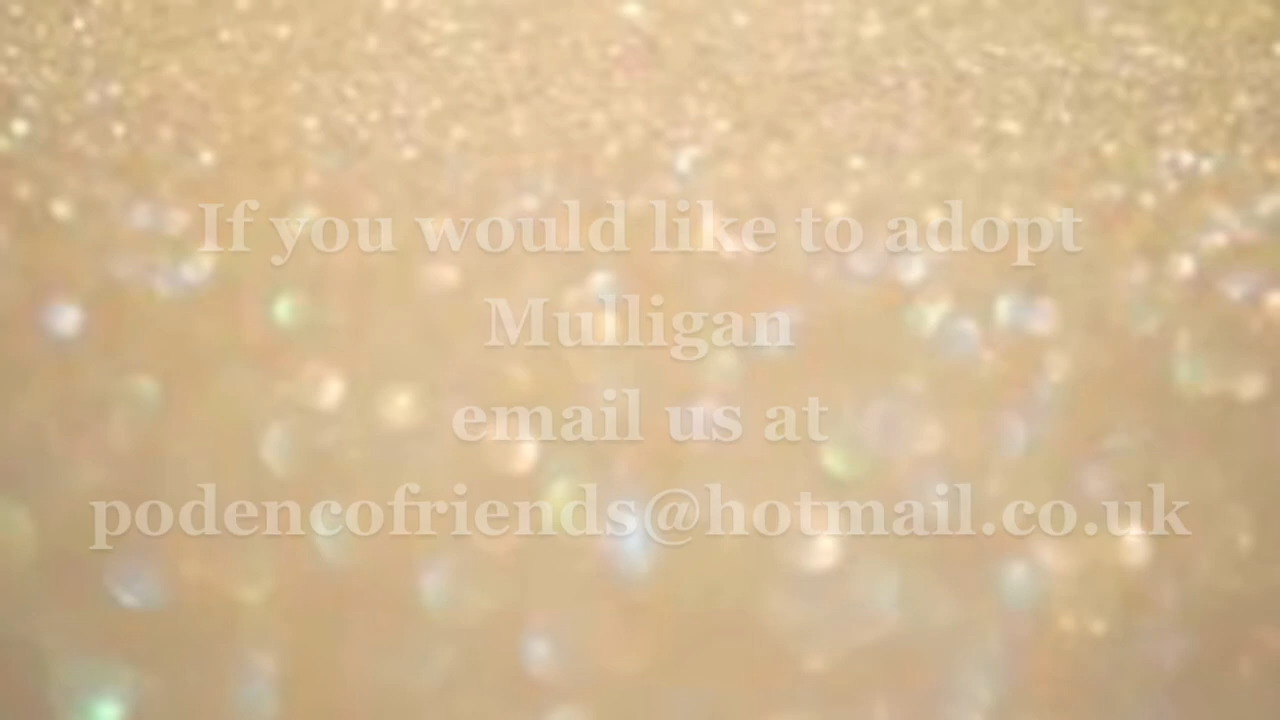 If you would like to adopt
Mulligan
email us at
podencofriends@hotmail.co.uk